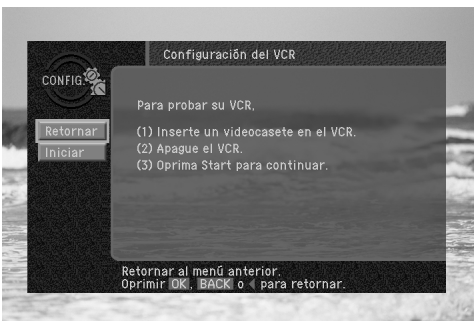 Configuración del VCR
CONFIG.
Para probar su VCR,
Retornar
Iniciar
(1) Inserte un videocasete en el VCR.
(2) Apague el VCR.
(3) Oprima Start para continuar.
Retornar al menú anterior.
Oprimir OK, BACK o ◀ para retornar.